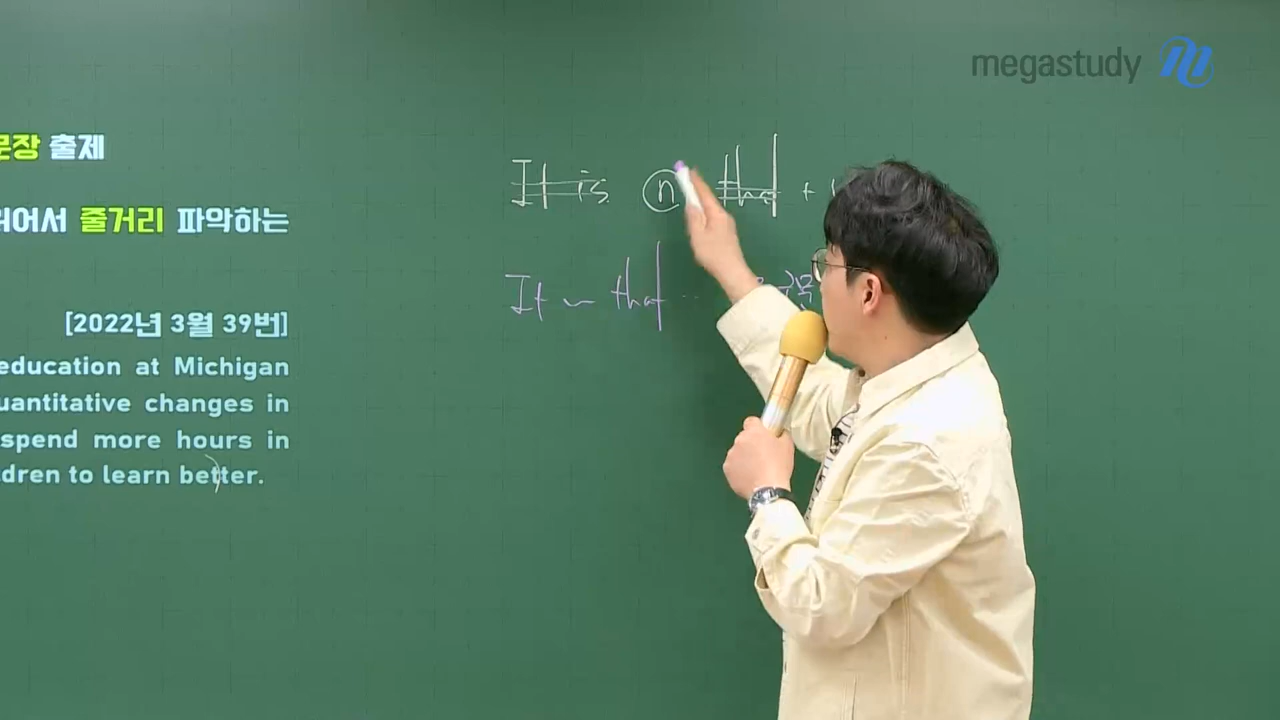 megastudy
문장 출제
It is n that +
읽어서 줄거리 파악하는
It ~ that ...
[2022년 3월 39번]
education at Michigan
uantitative changes in
spend more hours in
dren to learn better.